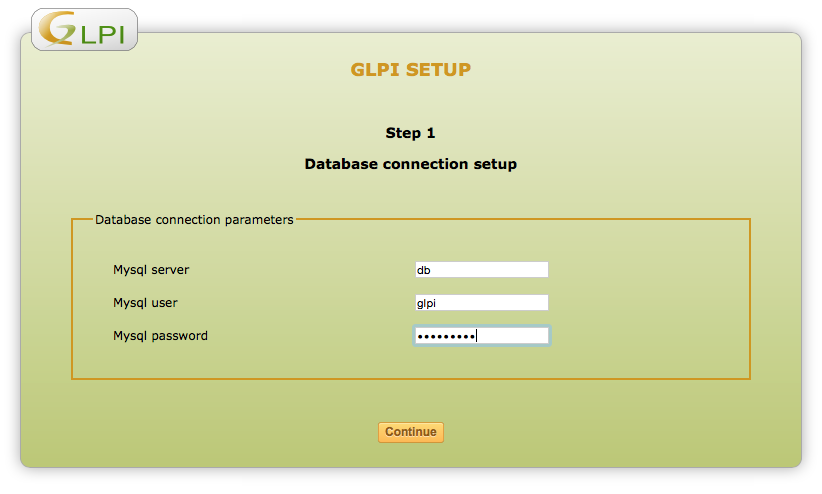 GLPI
GLPI SETUP
Step 1
Database connection setup
Database connection parameters
Mysql server
db
Mysql user
glpi
Mysql password
•••••••••
Continue